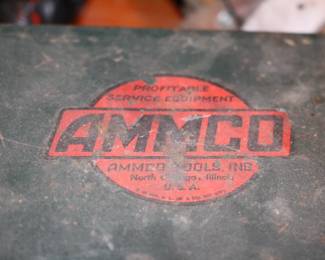 PROFITABLE
SERVICE EQUIPMENT
AMMCO
AMMCO TOOLS, INC
North Chicago, Illinois
U.S.A.